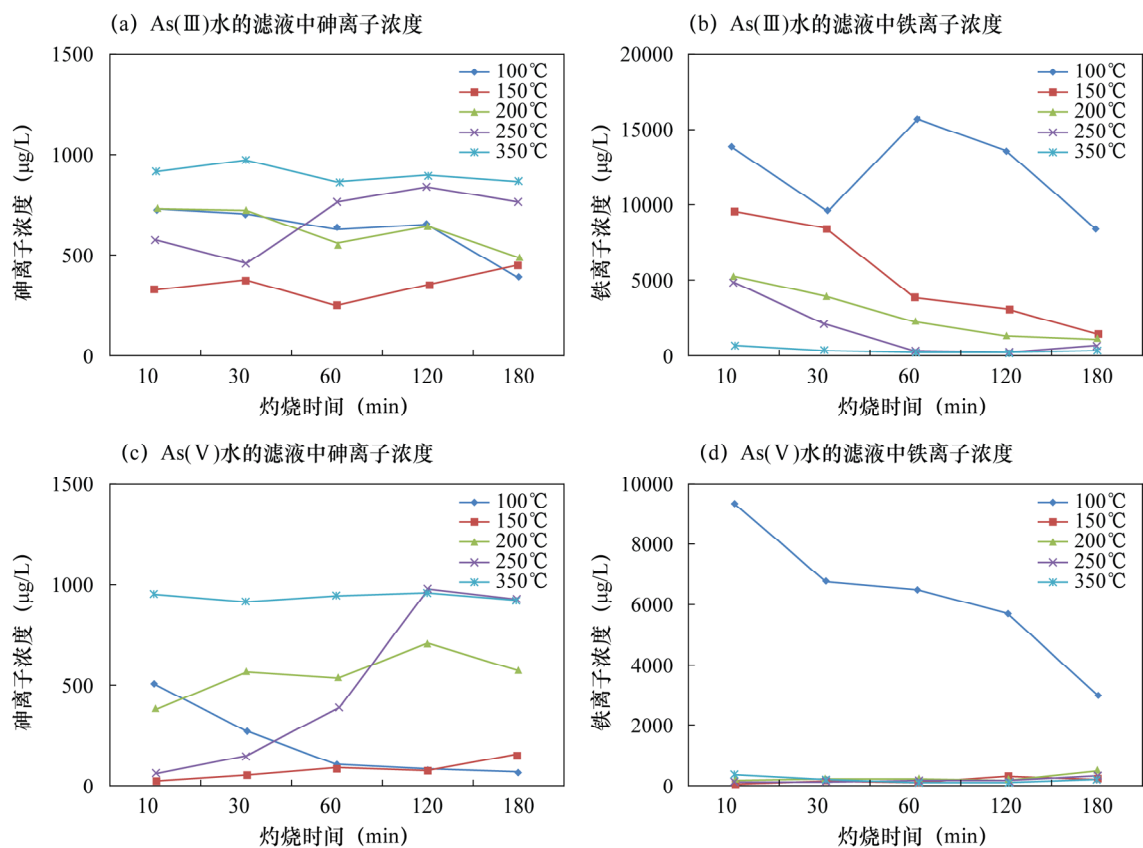 (a) As(Ⅲ)水的滤液中砷离子浓度
1500
1000
500
0
砷离子浓度（μg/L）
100℃
150℃
200℃
250℃
350℃
10 30 60 120 180
灼烧时间（min）
(b) As(Ⅲ)水的滤液中铁离子浓度
20000
15000
10000
5000
0
铁离子浓度（μg/L）
100℃
150℃
200℃
250℃
350℃
10 30 60 120 180
灼烧时间（min）
(c) As(Ⅴ)水的滤液中砷离子浓度
1500
1000
500
0
砷离子浓度（μg/L）
100℃
150℃
200℃
250℃
350℃
10 30 60 120 180
灼烧时间（min）
(d) As(Ⅴ)水的滤液中铁离子浓度
10000
8000
6000
4000
2000
0
铁离子浓度（μg/L）
100℃
150℃
200℃
250℃
350℃
10 30 60 120 180
灼烧时间（min）